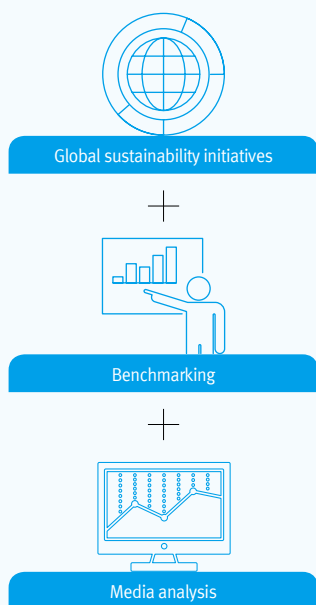 Global sustainability initiatives
+
Benchmarking
+
Media analysis